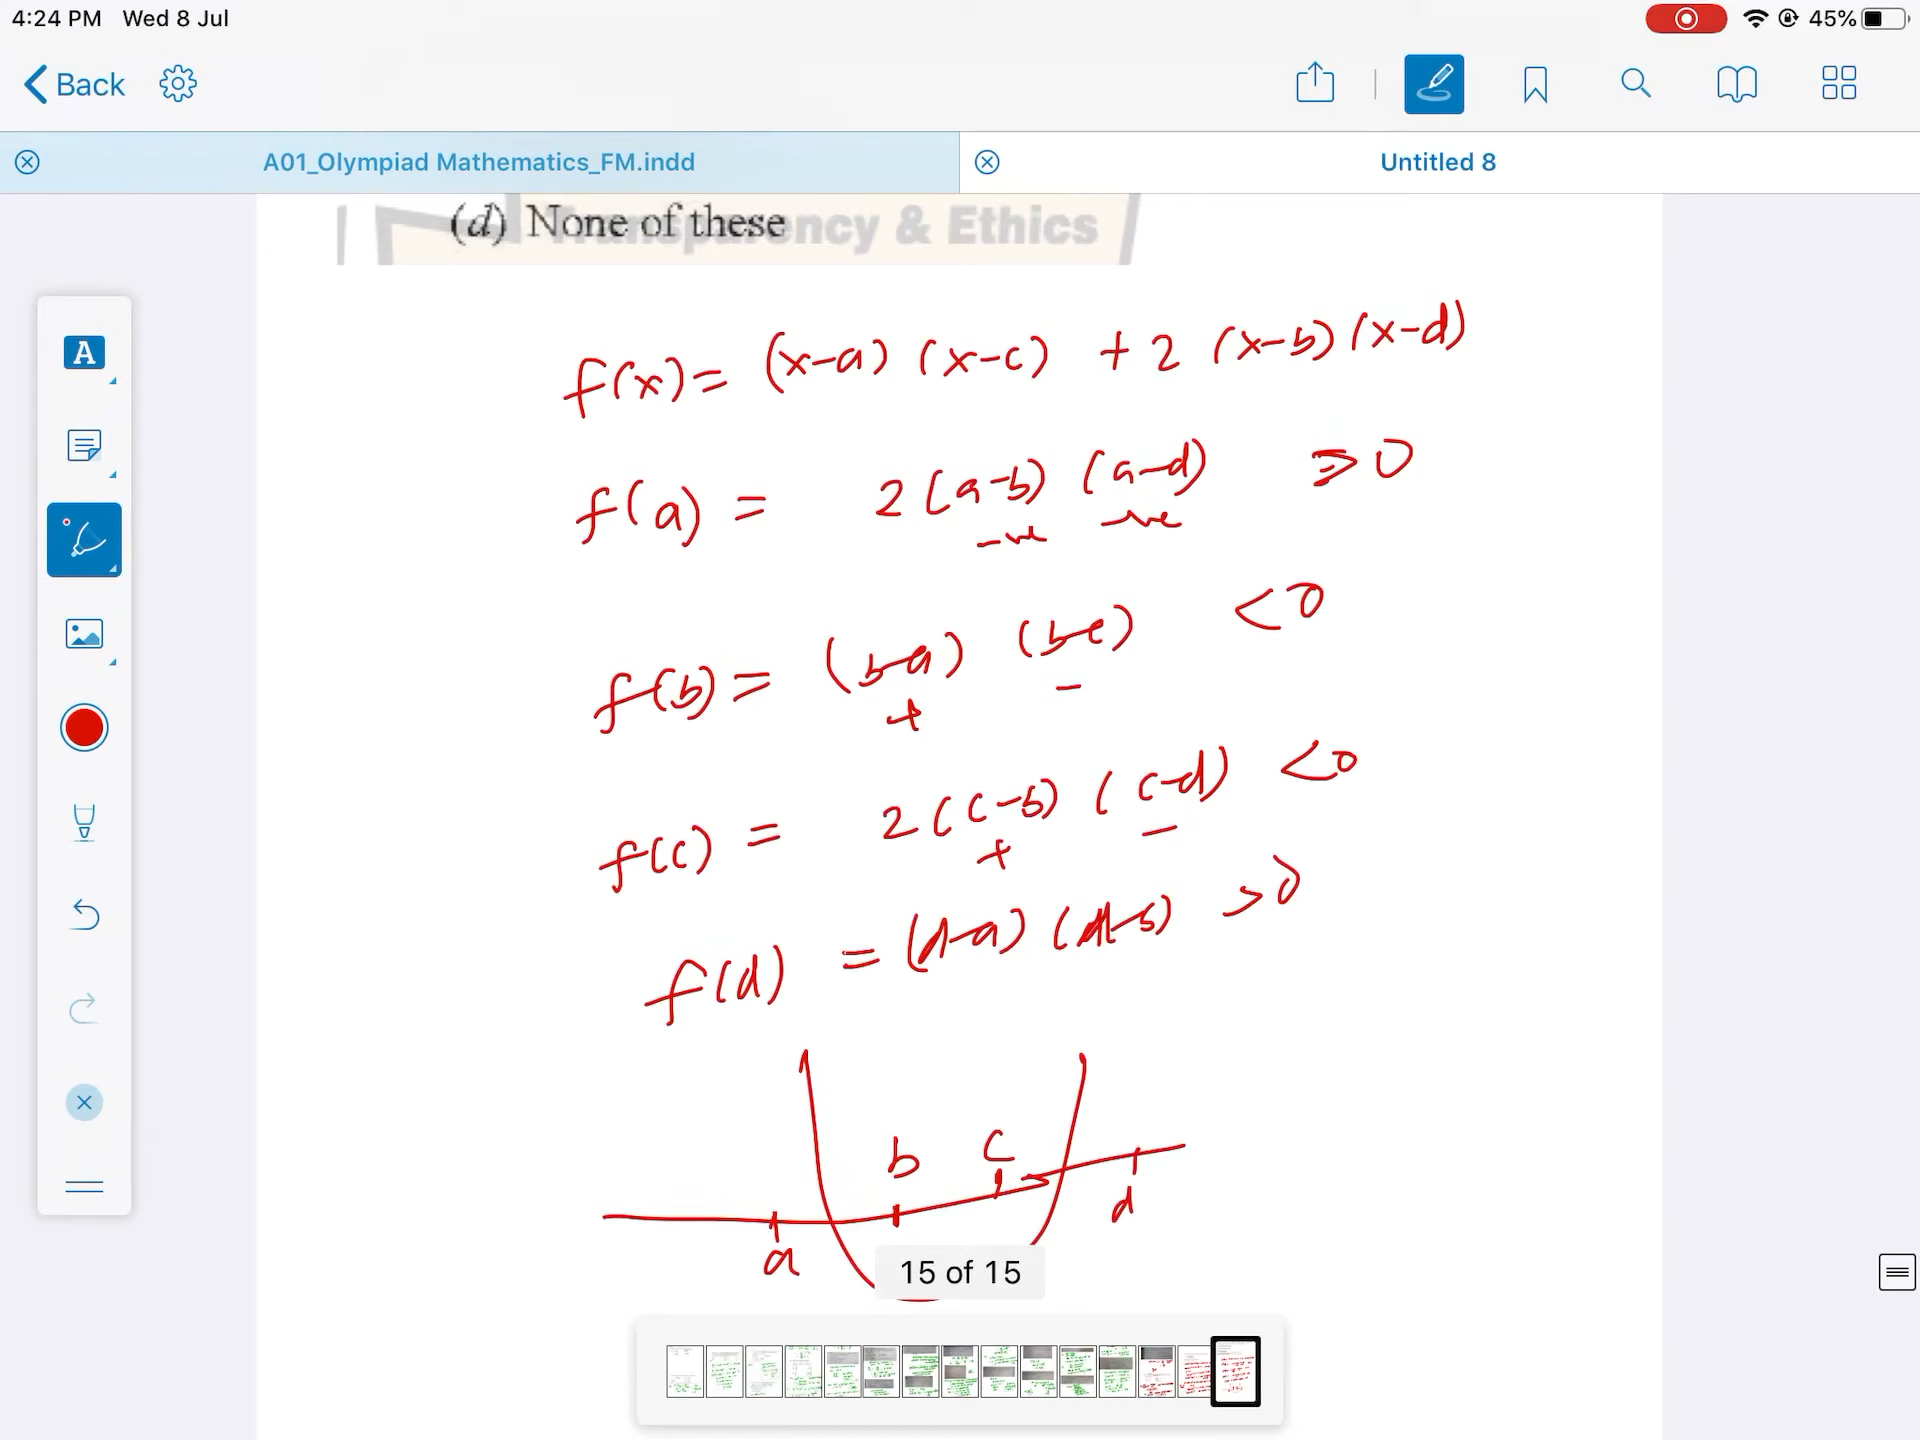 4:24 PM Wed 8 Jul
45%
Back
A01_Olympiad Mathematics_FM.indd
Untitled 8
(d) None of these
Transparency & Ethics
f(x) = (x-a) (x-c) + 2 (x-b) (x-d)
f(a) = 2(a-b) (a-d) > 0
-ve -ve
f(b) = (b-a) (b-c) < 0
+ -
f(c) = 2(c-b) (c-d) < 0
+ -
f(d) = (d-a) (d-b) > 0
b c
a d
15 of 15